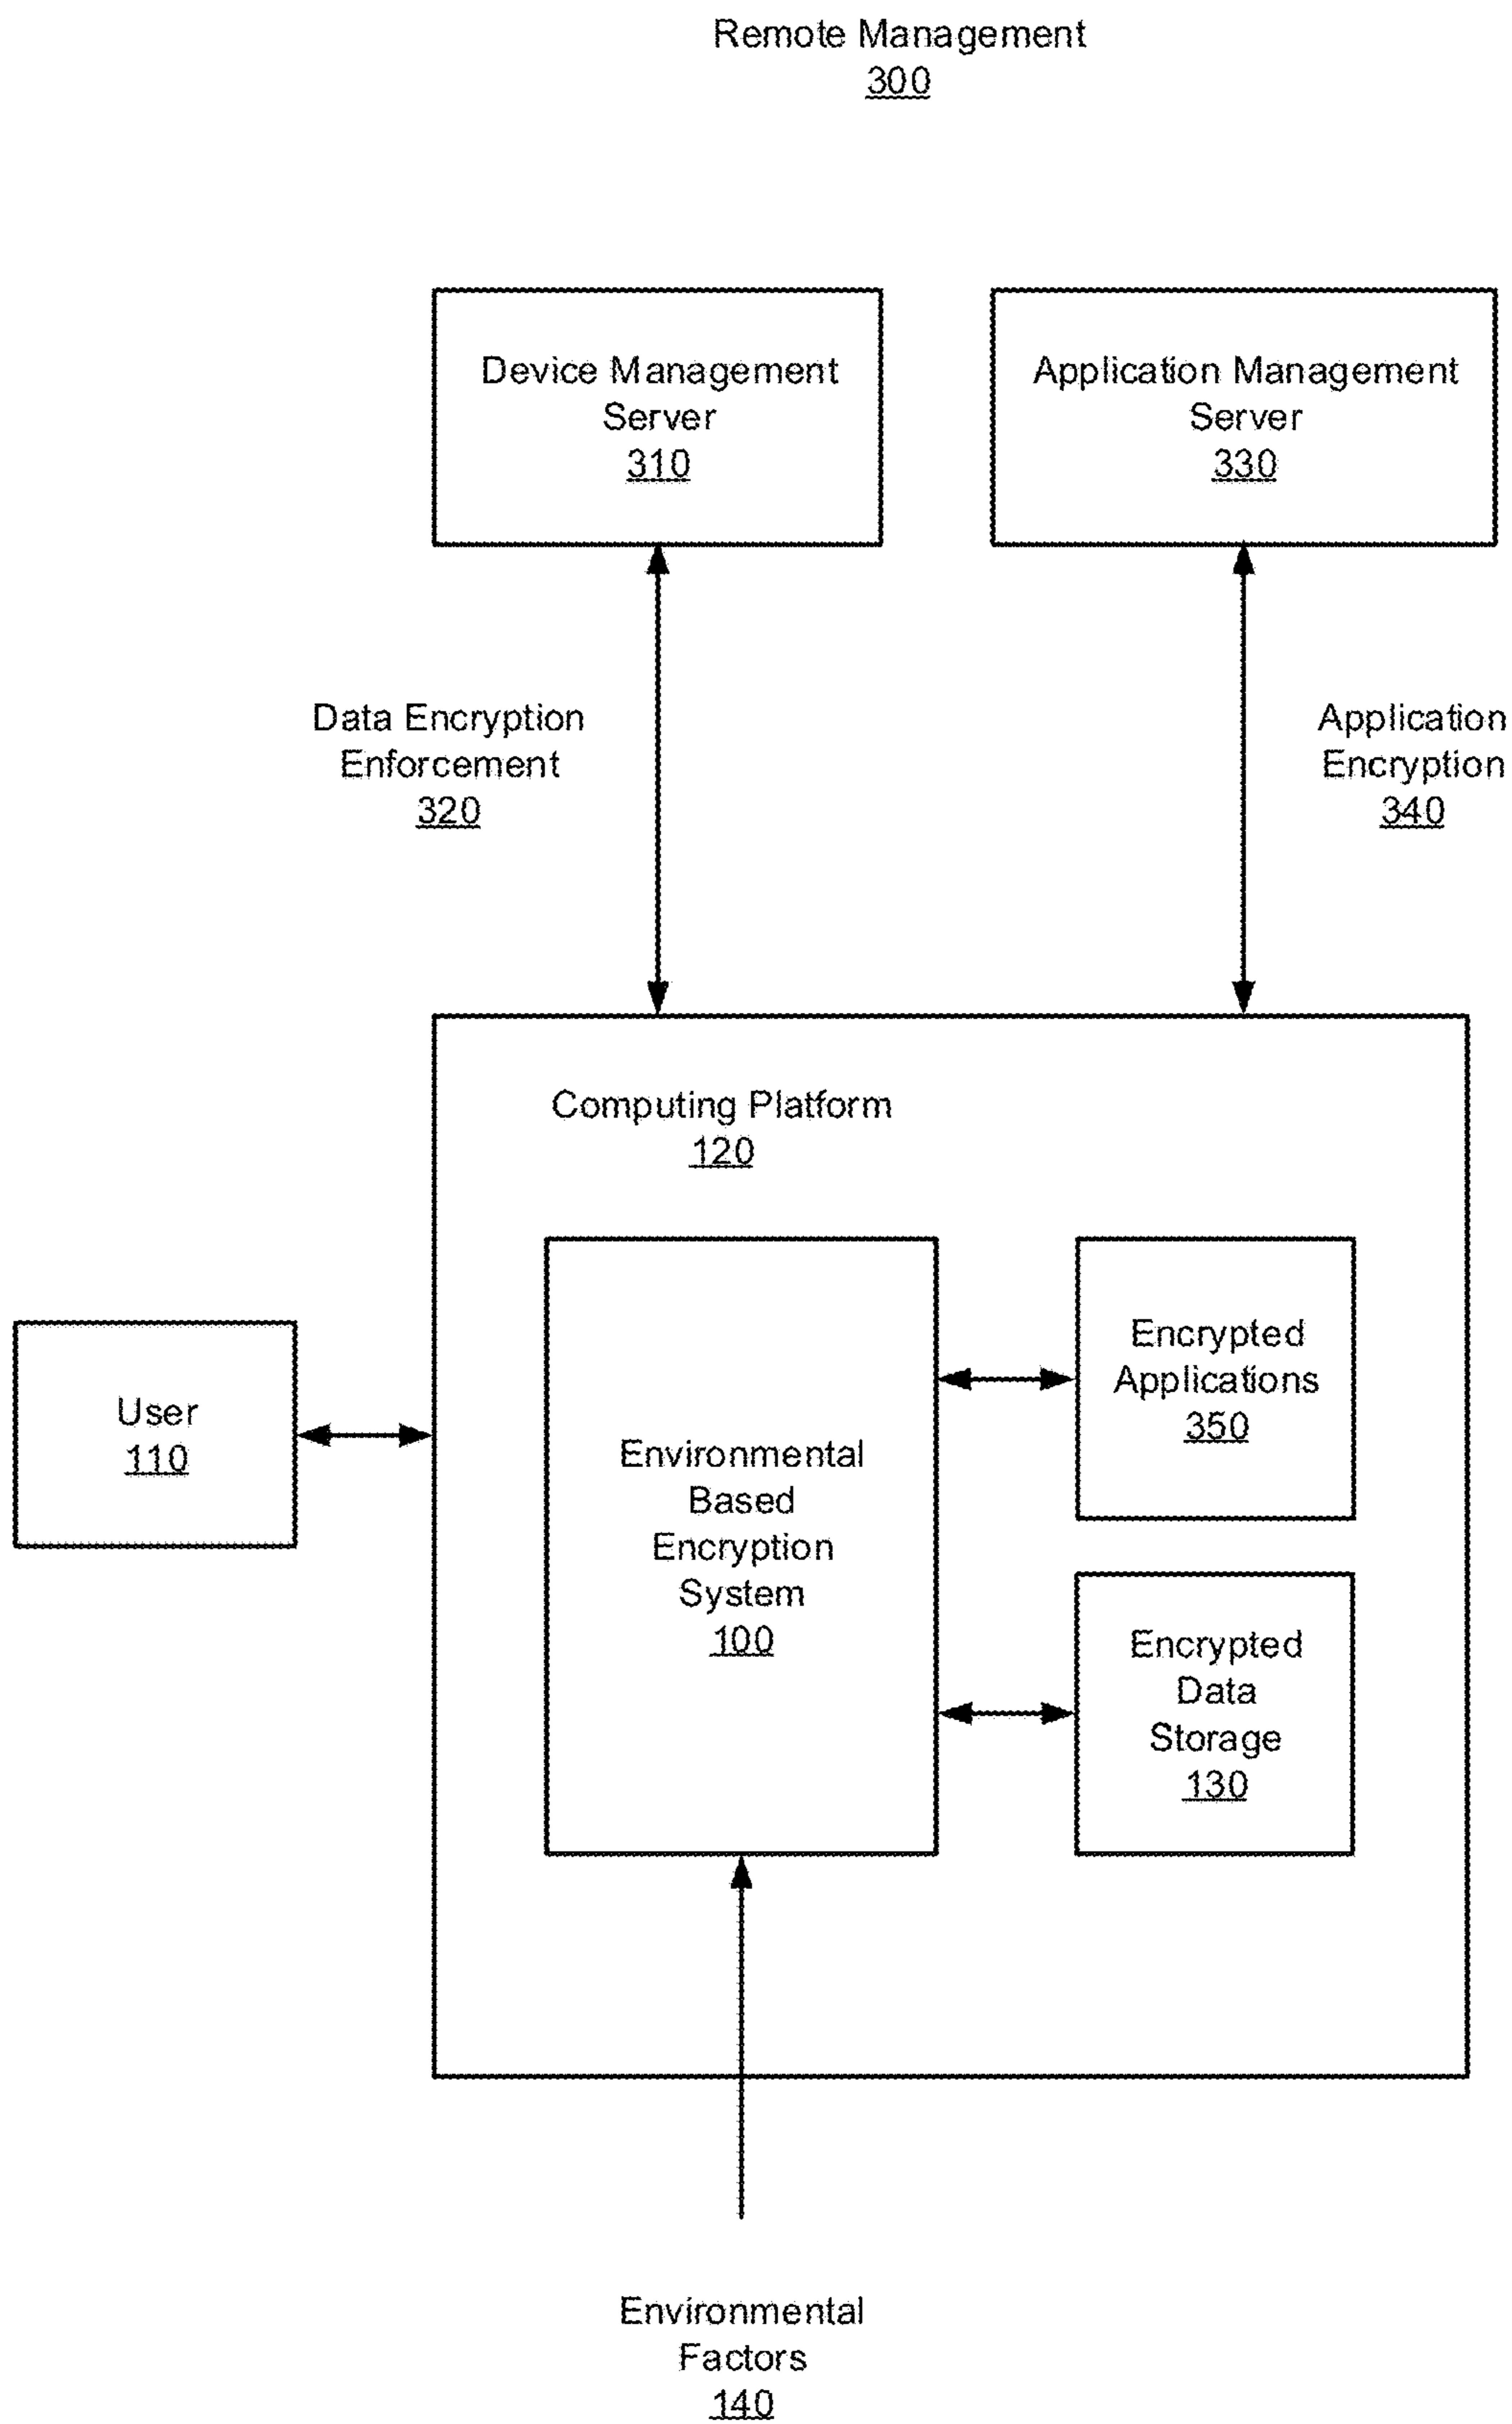 Remote Management
300
Device Management
Server
310
Application Management
Server
330
Data Encryption
Enforcement
320
Application
Encryption
340
Computing Platform
120
User
110
Environmental
Based
Encryption
System
100
Encrypted
Applications
350
Encrypted
Data
Storage
130
Environmental
Factors
140